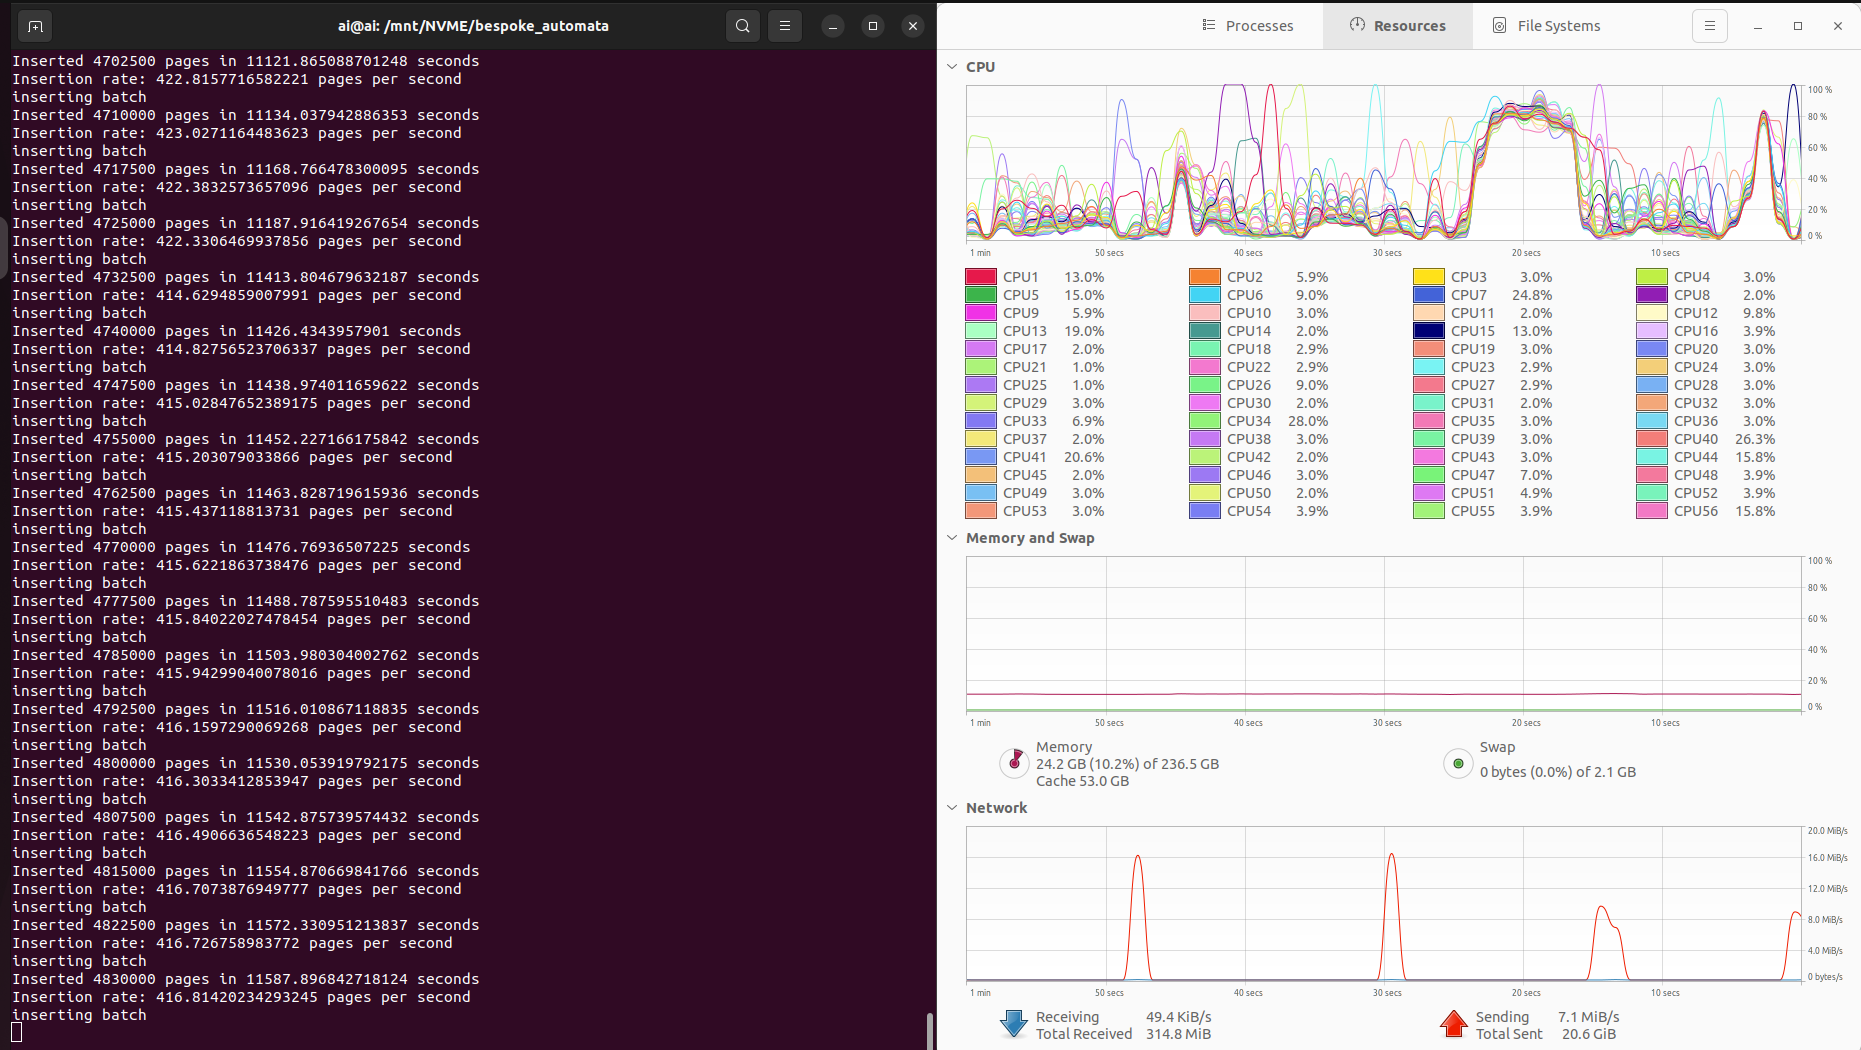 ai@ai: /mnt/NVME/bespoke_automata
Inserted 4702500 pages in 11121.865088701248 seconds
Insertion rate: 422.8157716582221 pages per second
inserting batch
Inserted 4710000 pages in 11134.037942886353 seconds
Insertion rate: 423.0271164483623 pages per second
inserting batch
Inserted 4717500 pages in 11168.766478300095 seconds
Insertion rate: 422.3832573657096 pages per second
inserting batch
Inserted 4725000 pages in 11187.916419267654 seconds
Insertion rate: 422.3306469937856 pages per second
inserting batch
Inserted 4732500 pages in 11413.804679632187 seconds
Insertion rate: 414.6294859007991 pages per second
inserting batch
Inserted 4740000 pages in 11426.4343957901 seconds
Insertion rate: 414.82756523706337 pages per second
inserting batch
Inserted 4747500 pages in 11438.974011659622 seconds
Insertion rate: 415.02847652389175 pages per second
inserting batch
Inserted 4755000 pages in 11452.227166175842 seconds
Insertion rate: 415.203079033866 pages per second
inserting batch
Inserted 4762500 pages in 11463.828719615936 seconds
Insertion rate: 415.437118813731 pages per second
inserting batch
Inserted 4770000 pages in 11476.76936507225 seconds
Insertion rate: 415.6221863738476 pages per second
inserting batch
Inserted 4777500 pages in 11488.787595510483 seconds
Insertion rate: 415.84022027478454 pages per second
inserting batch
Inserted 4785000 pages in 11503.980304002762 seconds
Insertion rate: 415.94299040078016 pages per second
inserting batch
Inserted 4792500 pages in 11516.010867118835 seconds
Insertion rate: 416.1597290069268 pages per second
inserting batch
Inserted 4800000 pages in 11530.053919792175 seconds
Insertion rate: 416.3033412853947 pages per second
inserting batch
Inserted 4807500 pages in 11542.875739574432 seconds
Insertion rate: 416.4906636548223 pages per second
inserting batch
Inserted 4815000 pages in 11554.870669841766 seconds
Insertion rate: 416.7073876949777 pages per second
inserting batch
Inserted 4822500 pages in 11572.330951213837 seconds
Insertion rate: 416.726758983772 pages per second
inserting batch
Inserted 4830000 pages in 11587.896842718124 seconds
Insertion rate: 416.81420234293245 pages per second
inserting batch
Processes Resources File Systems
CPU
100 %
80 %
60 %
40 %
20 %
0 %
1 min 50 secs 40 secs 30 secs 20 secs 10 secs
CPU1 13.0% CPU2 5.9% CPU3 3.0% CPU4 3.0%
CPU5 15.0% CPU6 9.0% CPU7 24.8% CPU8 2.0%
CPU9 5.9% CPU10 3.0% CPU11 2.0% CPU12 9.8%
CPU13 19.0% CPU14 2.0% CPU15 13.0% CPU16 3.9%
CPU17 2.0% CPU18 2.9% CPU19 3.0% CPU20 3.0%
CPU21 1.0% CPU22 2.9% CPU23 2.9% CPU24 3.0%
CPU25 1.0% CPU26 9.0% CPU27 2.9% CPU28 3.0%
CPU29 3.0% CPU30 2.0% CPU31 2.0% CPU32 3.0%
CPU33 6.9% CPU34 28.0% CPU35 3.0% CPU36 3.0%
CPU37 2.0% CPU38 3.0% CPU39 3.0% CPU40 26.3%
CPU41 20.6% CPU42 2.0% CPU43 3.0% CPU44 15.8%
CPU45 2.0% CPU46 3.0% CPU47 7.0% CPU48 3.9%
CPU49 3.0% CPU50 2.0% CPU51 4.9% CPU52 3.9%
CPU53 3.0% CPU54 3.9% CPU55 3.9% CPU56 15.8%
Memory and Swap
100 %
80 %
60 %
40 %
20 %
0 %
1 min 50 secs 40 secs 30 secs 20 secs 10 secs
Memory
24.2 GB (10.2%) of 236.5 GB
Cache 53.0 GB
Swap
0 bytes (0.0%) of 2.1 GB
Network
20.0 MiB/s
16.0 MiB/s
12.0 MiB/s
8.0 MiB/s
4.0 MiB/s
0 bytes/s
1 min 50 secs 40 secs 30 secs 20 secs 10 secs
Receiving 49.4 KiB/s
Total Received 314.8 MiB
Sending 7.1 MiB/s
Total Sent 20.6 GiB